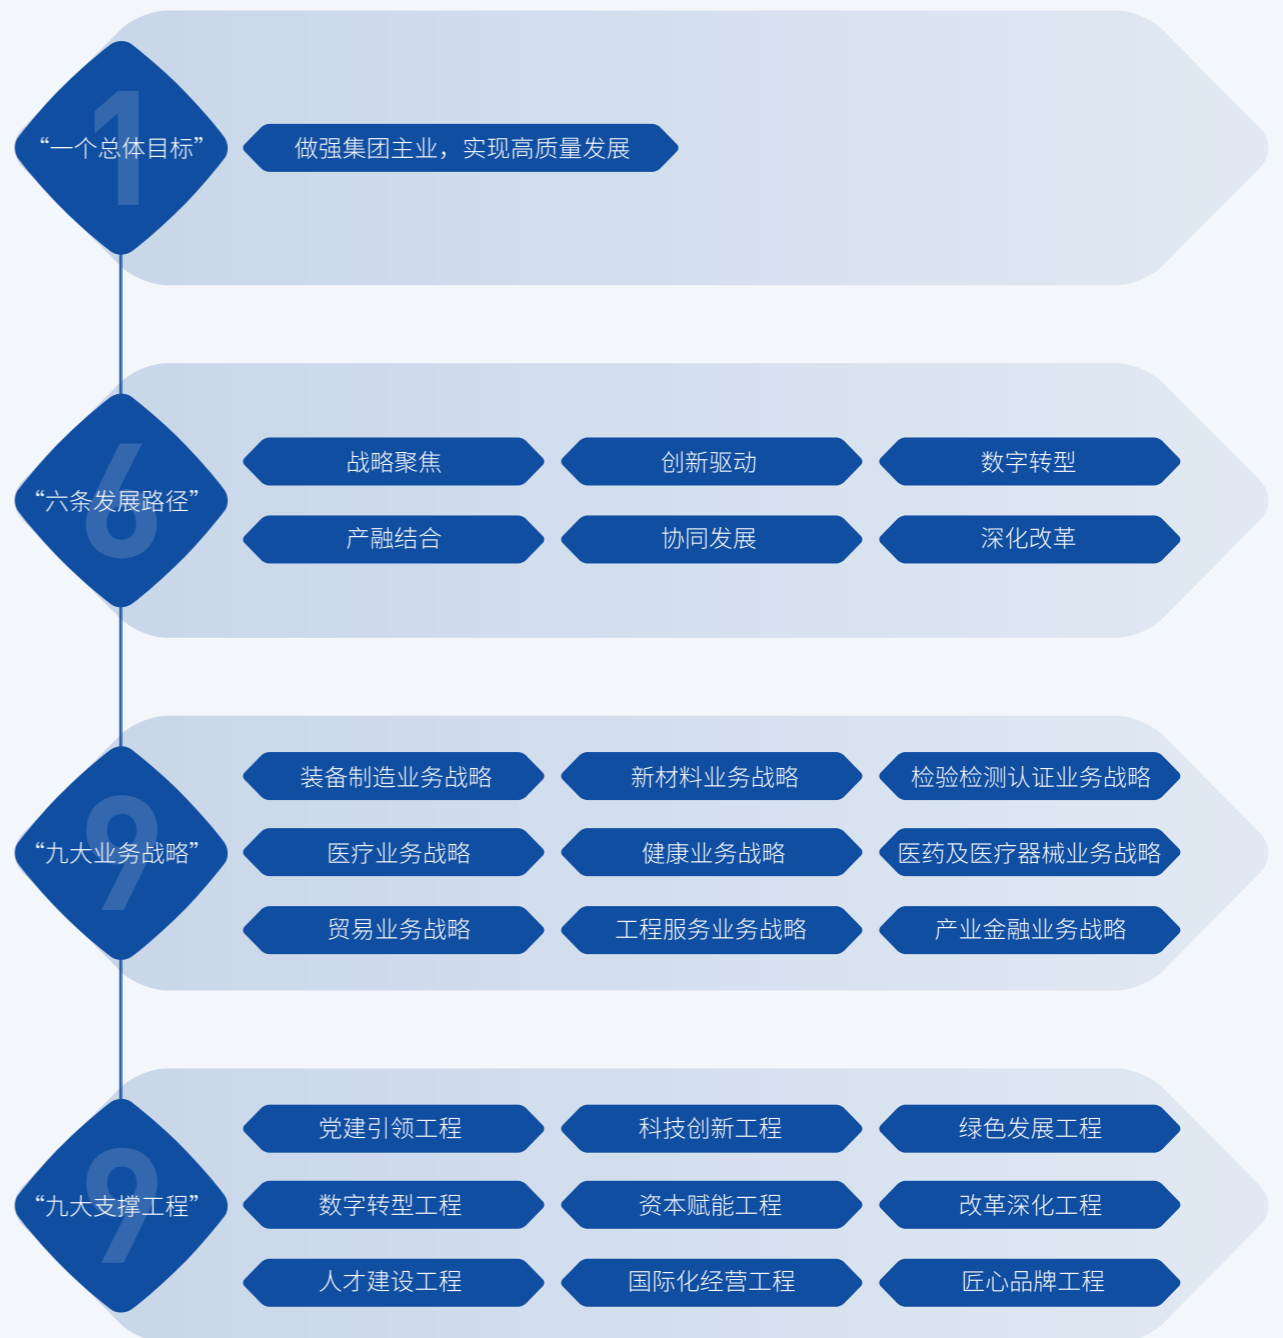 1
“一个总体目标”
做强集团主业，实现高质量发展
6
“六条发展路径”
战略聚焦
创新驱动
数字转型
产融结合
协同发展
深化改革
9
“九大业务战略”
装备制造业务战略
新材料业务战略
检验检测认证业务战略
医疗业务战略
健康业务战略
医药及医疗器械业务战略
贸易业务战略
工程服务业务战略
产业金融业务战略
9
“九大支撑工程”
党建引领工程
科技创新工程
绿色发展工程
数字转型工程
资本赋能工程
改革深化工程
人才建设工程
国际化经营工程
匠心品牌工程